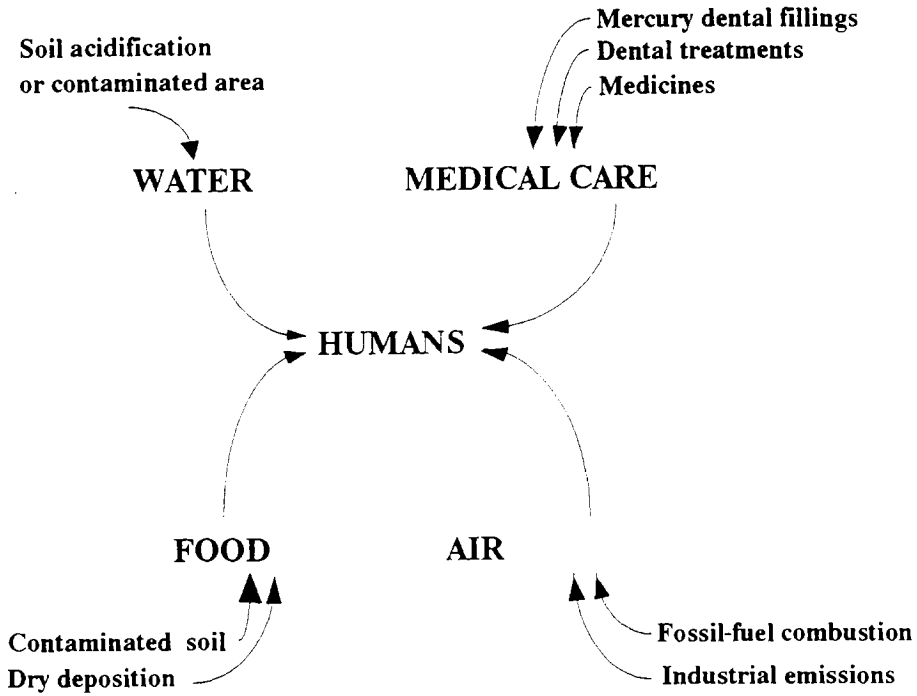 Soil acidification
or contaminated area
Mercury dental fillings
Dental treatments
Medicines
WATER
MEDICAL CARE
HUMANS
FOOD
AIR
Contaminated soil
Dry deposition
Fossil-fuel combustion
Industrial emissions